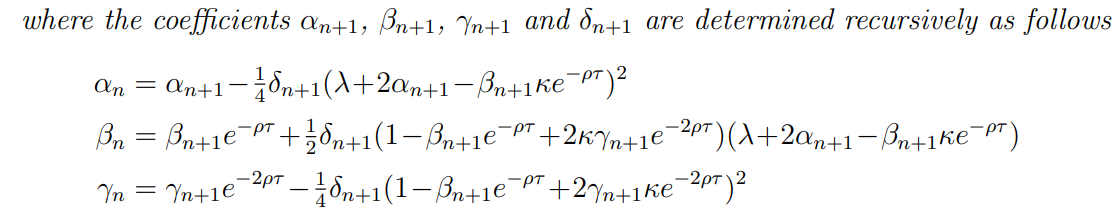 where the coefficients αₙ₊₁, βₙ₊₁, γₙ₊₁ and δₙ₊₁ are determined recursively as follows
αₙ = αₙ₊₁ − ¼δₙ₊₁(λ+2αₙ₊₁−βₙ₊₁κe^{−ρτ})²
βₙ = βₙ₊₁e^{−ρτ} + ½δₙ₊₁(1−βₙ₊₁e^{−ρτ}+2κγₙ₊₁e^{−2ρτ})(λ+2αₙ₊₁−βₙ₊₁κe^{−ρτ})
γₙ = γₙ₊₁e^{−2ρτ} − ¼δₙ₊₁(1−βₙ₊₁e^{−ρτ}+2γₙ₊₁κe^{−2ρτ})²